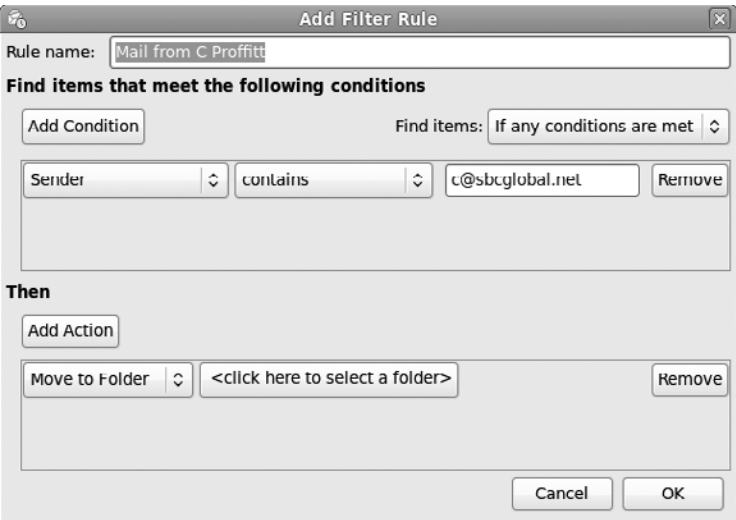 Add Filter Rule
Rule name: Mail from C Proffitt
Find items that meet the following conditions
Add Condition Find items: If any conditions are met
Sender contains c@sbcglobal.net Remove
Then
Add Action
Move to Folder <click here to select a folder> Remove
Cancel OK